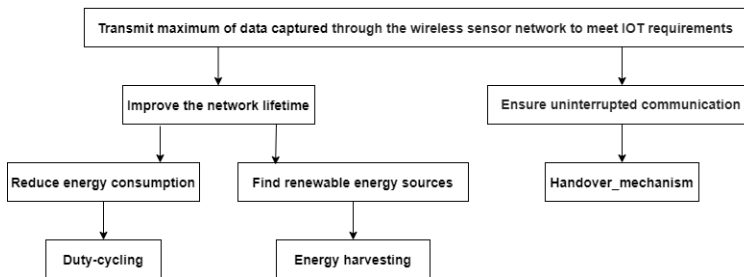 Transmit maximum of data captured through the wireless sensor network to meet IOT requirements
Improve the network lifetime
Ensure uninterrupted communication
Reduce energy consumption
Find renewable energy sources
Handover_mechanism
Duty-cycling
Energy harvesting